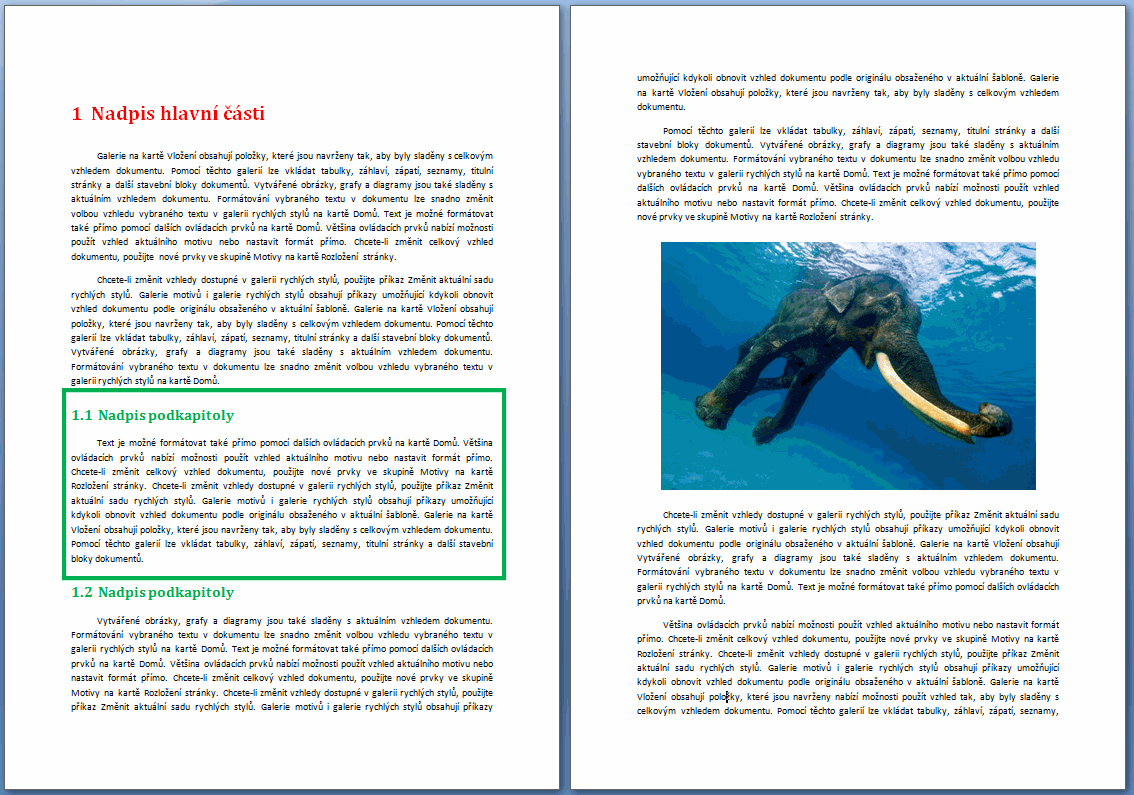 1 Nadpis hlavní části
Galerie na kartě Vložení obsahují položky, které jsou navrženy tak, aby byly sladěny s celkovým
vzhledem dokumentu. Pomocí těchto galerií lze vkládat tabulky, záhlaví, zápatí, seznamy, titulní
stránky a další stavební bloky dokumentů. Vytvářené obrázky, grafy a diagramy jsou také sladěny s
aktuálním vzhledem dokumentu. Formátování vybraného textu v dokumentu lze snadno změnit
volbou vzhledu vybraného textu v galerii rychlých stylů na kartě Domů. Text je možné formátovat
také přímo pomocí dalších ovládacích prvků na kartě Domů. Většina ovládacích prvků nabízí možnosti
použít vzhled aktuálního motivu nebo nastavit formát přímo. Chcete-li změnit celkový vzhled
dokumentu, použijte nové prvky ve skupině Motivy na kartě Rozložení stránky.
Chcete-li změnit vzhledy dostupné v galerii rychlých stylů, použijte příkaz Změnit aktuální sadu
rychlých stylů. Galerie motivů i galerie rychlých stylů obsahují příkazy umožňující kdykoli obnovit
vzhled dokumentu podle originálu obsaženého v aktuální šabloně. Galerie na kartě Vložení obsahují
položky, které jsou navrženy tak, aby byly sladěny s celkovým vzhledem dokumentu. Pomocí těchto
galerií lze vkládat tabulky, záhlaví, zápatí, seznamy, titulní stránky a další stavební bloky dokumentů.
Vytvářené obrázky, grafy a diagramy jsou také sladěny s aktuálním vzhledem dokumentu.
Formátování vybraného textu v dokumentu lze snadno změnit volbou vzhledu vybraného textu v
galerii rychlých stylů na kartě Domů.
1.1 Nadpis podkapitoly
Text je možné formátovat také přímo pomocí dalších ovládacích prvků na kartě Domů. Většina
ovládacích prvků nabízí možnosti použít vzhled aktuálního motivu nebo nastavit formát přímo.
Chcete-li změnit celkový vzhled dokumentu, použijte nové prvky ve skupině Motivy na kartě
Rozložení stránky. Chcete-li změnit vzhledy dostupné v galerii rychlých stylů, použijte příkaz Změnit
aktuální sadu rychlých stylů. Galerie motivů i galerie rychlých stylů obsahují příkazy umožňující
kdykoli obnovit vzhled dokumentu podle originálu obsaženého v aktuální šabloně. Galerie na kartě
Vložení obsahují položky, které jsou navrženy tak, aby byly sladěny s celkovým vzhledem dokumentu.
Pomocí těchto galerií lze vkládat tabulky, záhlaví, zápatí, seznamy, titulní stránky a další stavební
bloky dokumentů.
1.2 Nadpis podkapitoly
Vytvářené obrázky, grafy a diagramy jsou také sladěny s aktuálním vzhledem dokumentu.
Formátování vybraného textu v dokumentu lze snadno změnit volbou vzhledu vybraného textu v
galerii rychlých stylů na kartě Domů. Text je možné formátovat také přímo pomocí dalších ovládacích
prvků na kartě Domů. Většina ovládacích prvků nabízí možnosti použít vzhled aktuálního motivu nebo
nastavit formát přímo. Chcete-li změnit celkový vzhled dokumentu, použijte nové prvky ve skupině
Motivy na kartě Rozložení stránky. Chcete-li změnit vzhledy dostupné v galerii rychlých stylů, použijte
příkaz Změnit aktuální sadu rychlých stylů. Galerie motivů i galerie rychlých stylů obsahují příkazy
umožňující kdykoli obnovit vzhled dokumentu podle originálu obsaženého v aktuální šabloně. Galerie
na kartě Vložení obsahují položky, které jsou navrženy tak, aby byly sladěny s celkovým vzhledem
dokumentu.
Pomocí těchto galerií lze vkládat tabulky, záhlaví, zápatí, seznamy, titulní stránky a další
stavební bloky dokumentů. Vytvářené obrázky, grafy a diagramy jsou také sladěny s aktuálním
vzhledem dokumentu. Formátování vybraného textu v dokumentu lze snadno změnit volbou vzhledu
vybraného textu v galerii rychlých stylů na kartě Domů. Text je možné formátovat také přímo pomocí
dalších ovládacích prvků na kartě Domů. Většina ovládacích prvků nabízí možnosti použít vzhled
aktuálního motivu nebo nastavit formát přímo. Chcete-li změnit celkový vzhled dokumentu, použijte
nové prvky ve skupině Motivy na kartě Rozložení stránky.
Chcete-li změnit vzhledy dostupné v galerii rychlých stylů, použijte příkaz Změnit aktuální sadu
rychlých stylů. Galerie motivů i galerie rychlých stylů obsahují příkazy umožňující kdykoli obnovit
vzhled dokumentu podle originálu obsaženého v aktuální šabloně. Galerie na kartě Vložení obsahují
Vytvářené obrázky, grafy a diagramy jsou také sladěny s aktuálním vzhledem dokumentu.
Formátování vybraného textu v dokumentu lze snadno změnit volbou vzhledu vybraného textu v
galerii rychlých stylů na kartě Domů. Text je možné formátovat také přímo pomocí dalších ovládacích
prvků na kartě Domů.
Většina ovládacích prvků nabízí možnosti použít vzhled aktuálního motivu nebo nastavit formát
přímo. Chcete-li změnit celkový vzhled dokumentu, použijte nové prvky ve skupině Motivy na kartě
Rozložení stránky. Chcete-li změnit vzhledy dostupné v galerii rychlých stylů, použijte příkaz Změnit
aktuální sadu rychlých stylů. Galerie motivů i galerie rychlých stylů obsahují příkazy umožňující
kdykoli obnovit vzhled dokumentu podle originálu obsaženého v aktuální šabloně. Galerie na kartě
Vložení obsahují položky, které jsou navrženy nabízí možnosti použít vzhled tak, aby byly sladěny s
celkovým vzhledem dokumentu. Pomocí těchto galerií lze vkládat tabulky, záhlaví, zápatí, seznamy,